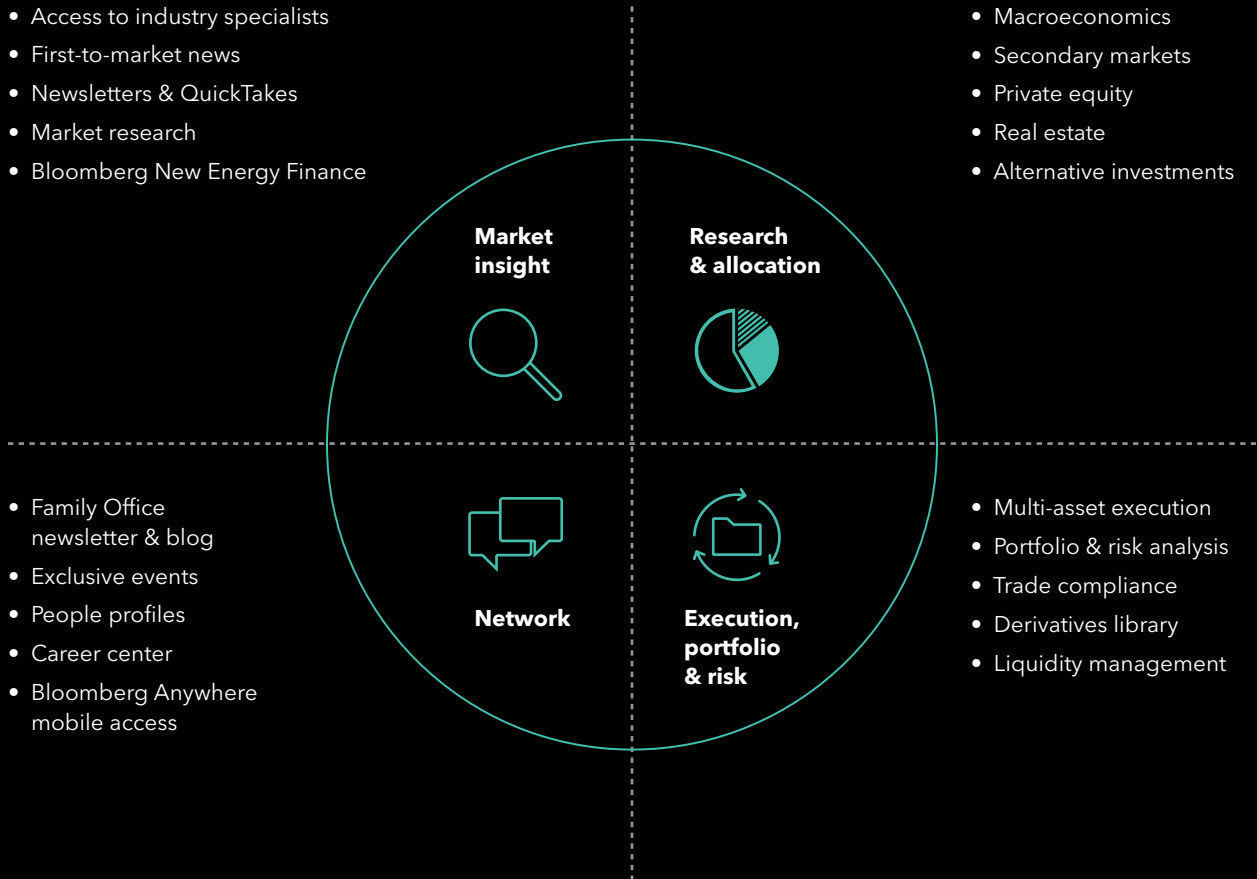 • Access to industry specialists
• First-to-market news
• Newsletters & QuickTakes
• Market research
• Bloomberg New Energy Finance
• Macroeconomics
• Secondary markets
• Private equity
• Real estate
• Alternative investments
Market
insight
Research
& allocation
• Family Office
newsletter & blog
• Exclusive events
• People profiles
• Career center
• Bloomberg Anywhere
mobile access
Network
Execution,
portfolio
& risk
• Multi-asset execution
• Portfolio & risk analysis
• Trade compliance
• Derivatives library
• Liquidity management